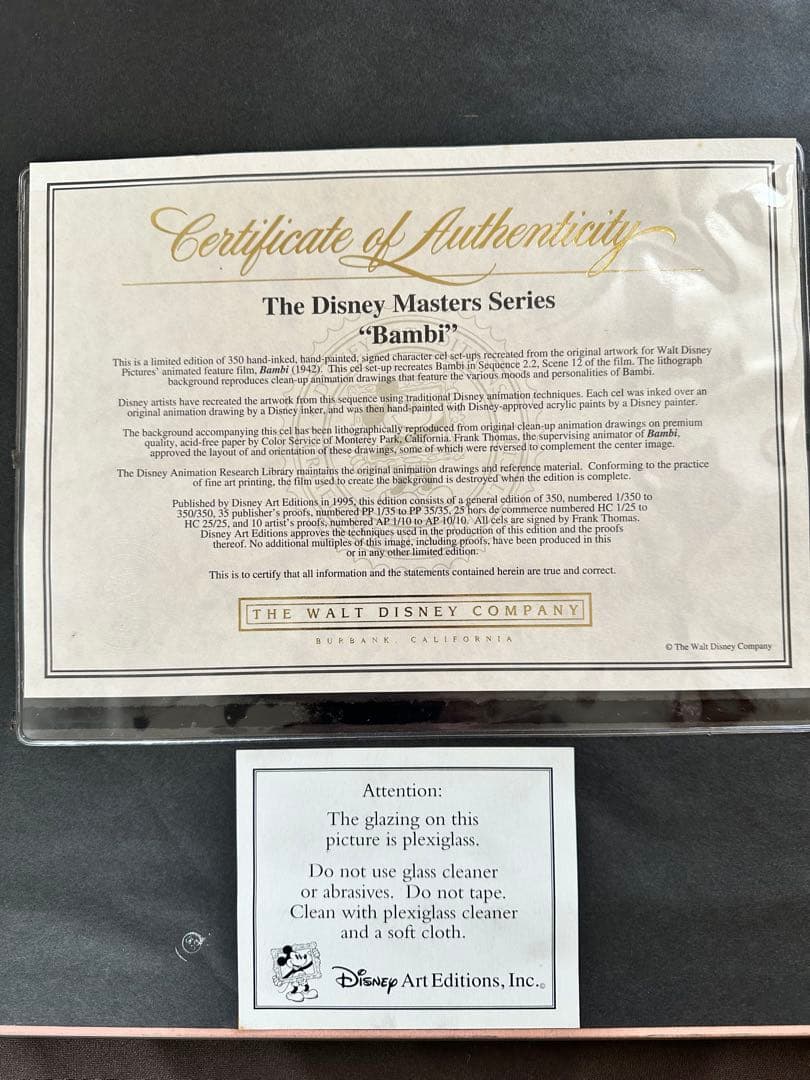 Certificate of Authenticity
The Disney Masters Series
“Bambi”
This is a limited edition of 350 hand-inked, hand-painted, signed character cel set-ups recreated from the original artwork for Walt Disney
Pictures' animated feature film, Bambi (1942). This cel set-up recreates Bambi in Sequence 2.2, Scene 12 of the film. The lithograph
background reproduces clean-up animation drawings that feature the various moods and personalities of Bambi.
Disney artists have recreated the artwork from this sequence using traditional Disney animation techniques. Each cel was inked over an
original animation drawing by a Disney inker, and was then hand-painted with Disney-approved acrylic paints by a Disney painter.
The background accompanying this cel has been lithographically reproduced from original clean-up animation drawings on premium
quality, acid-free paper by Color Service of Monterey Park, California. Frank Thomas, the supervising animator of Bambi,
approved the layout of and orientation of these drawings, some of which were reversed to complement the center image.
The Disney Animation Research Library maintains the original animation drawings and reference material. Conforming to the practice
of fine art printing, the film used to create the background is destroyed when the edition is complete.
Published by Disney Art Editions in 1995, this edition consists of a general edition of 350, numbered 1/350 to
350/350, 35 publisher's proofs, numbered PP 1/35 to PP 35/35, 25 hors de commerce numbered HC 1/25 to
HC 25/25, and 10 artist's proofs, numbered AP 1/10 to AP 10/10. All cels are signed by Frank Thomas.
Disney Art Editions approves the techniques used in the production of this edition and the proofs
thereof. No additional multiples of this image, including proofs, have been produced in this
or in any other limited edition.
This is to certify that all information and the statements contained herein are true and correct.
THE WALT DISNEY COMPANY
BURBANK, CALIFORNIA
© The Walt Disney Company
Attention:
The glazing on this
picture is plexiglass.
Do not use glass cleaner
or abrasives. Do not tape.
Clean with plexiglass cleaner
and a soft cloth.
Disney Art Editions, Inc.©